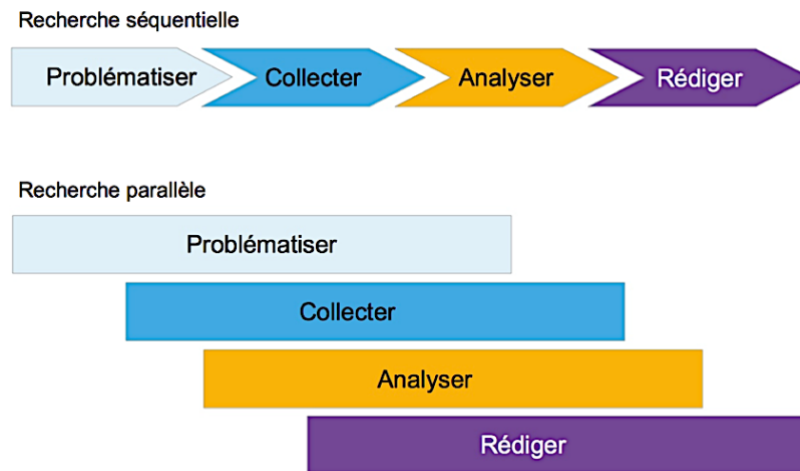 Recherche séquentielle
Problématiser
Collecter
Analyser
Rédiger
Recherche parallèle
Problématiser
Collecter
Analyser
Rédiger